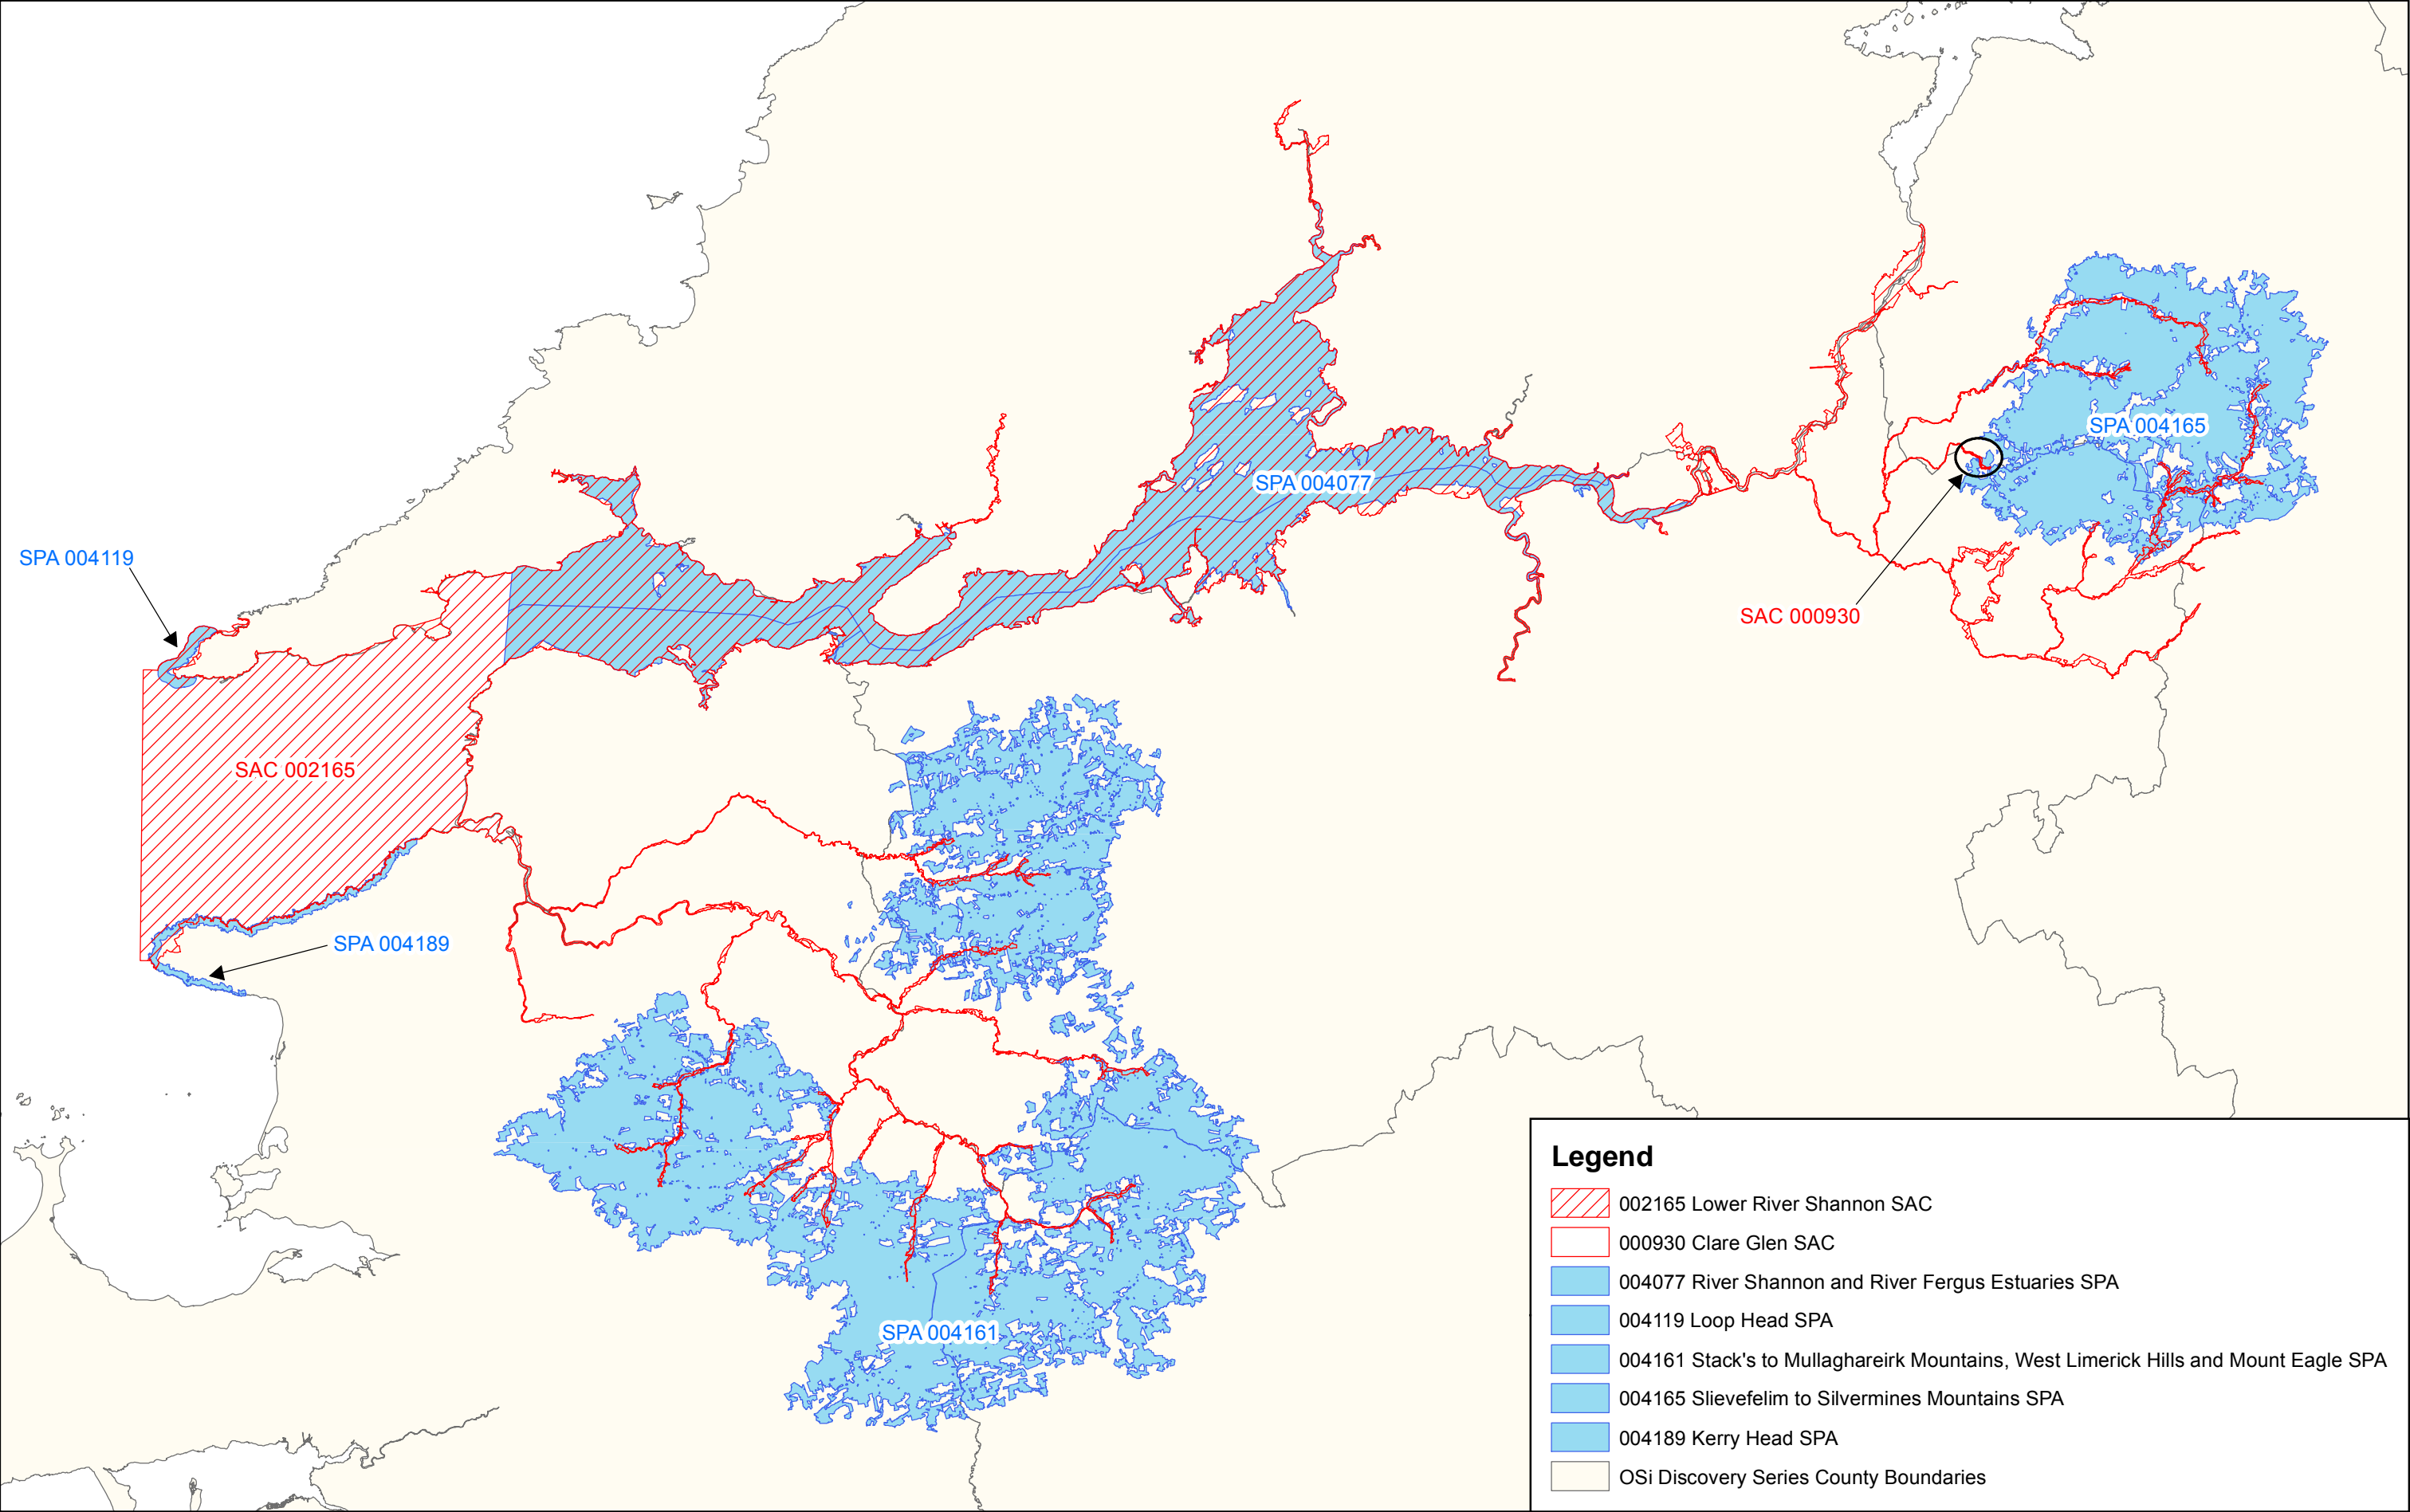 SPA 004165
SPA 004077
SPA 004119
SAC 000930
SAC 002165
SPA 004189
SPA 004161
Legend
002165 Lower River Shannon SAC
000930 Clare Glen SAC
004077 River Shannon and River Fergus Estuaries SPA
004119 Loop Head SPA
004161 Stack's to Mullaghareirk Mountains, West Limerick Hills and Mount Eagle SPA
004165 Slievefelim to Silvermines Mountains SPA
004189 Kerry Head SPA
OSi Discovery Series County Boundaries